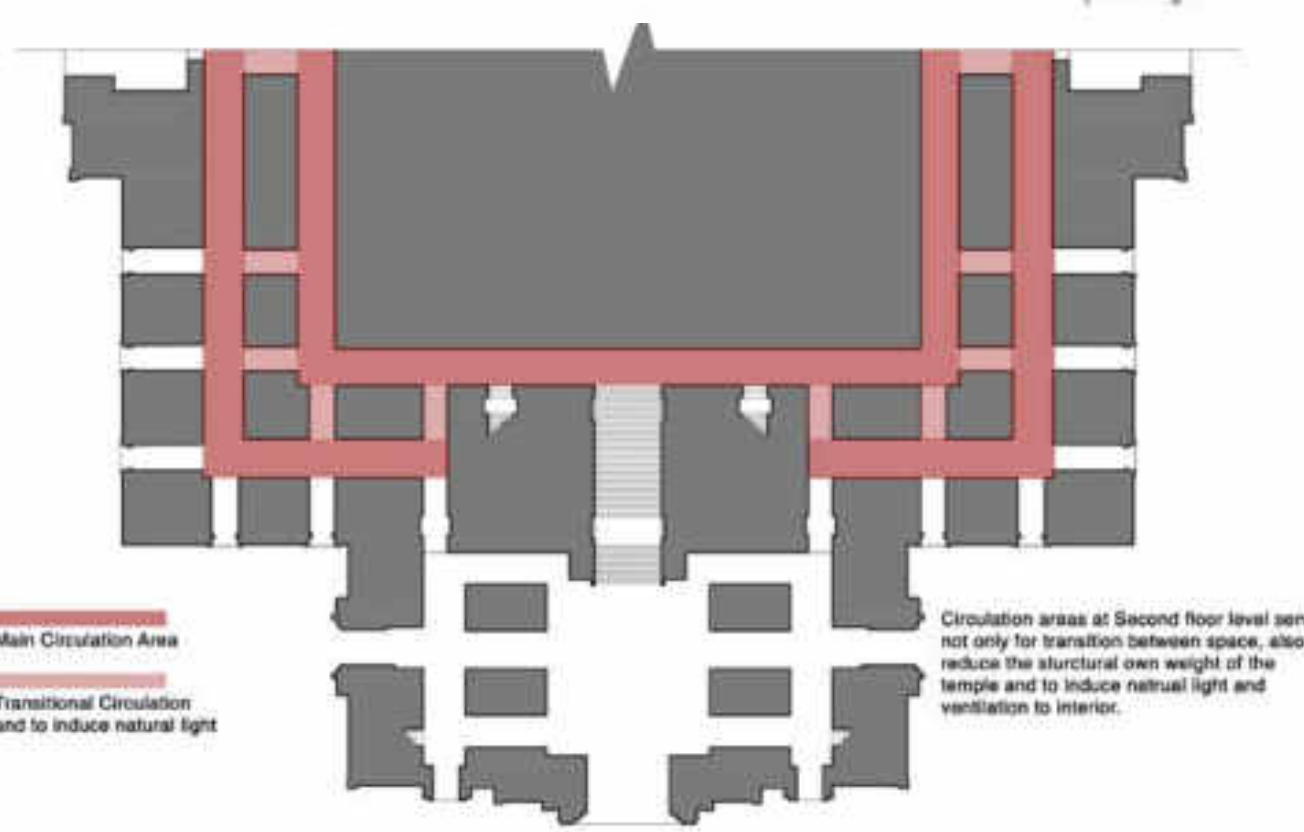 Main Circulation Area
Transitional Circulation
and to induce natural light
Circulation areas at Second floor level
not only for transition between space, also
reduce the sturctural own weight of the
temple and to induce natrual light and
ventilation to interior.